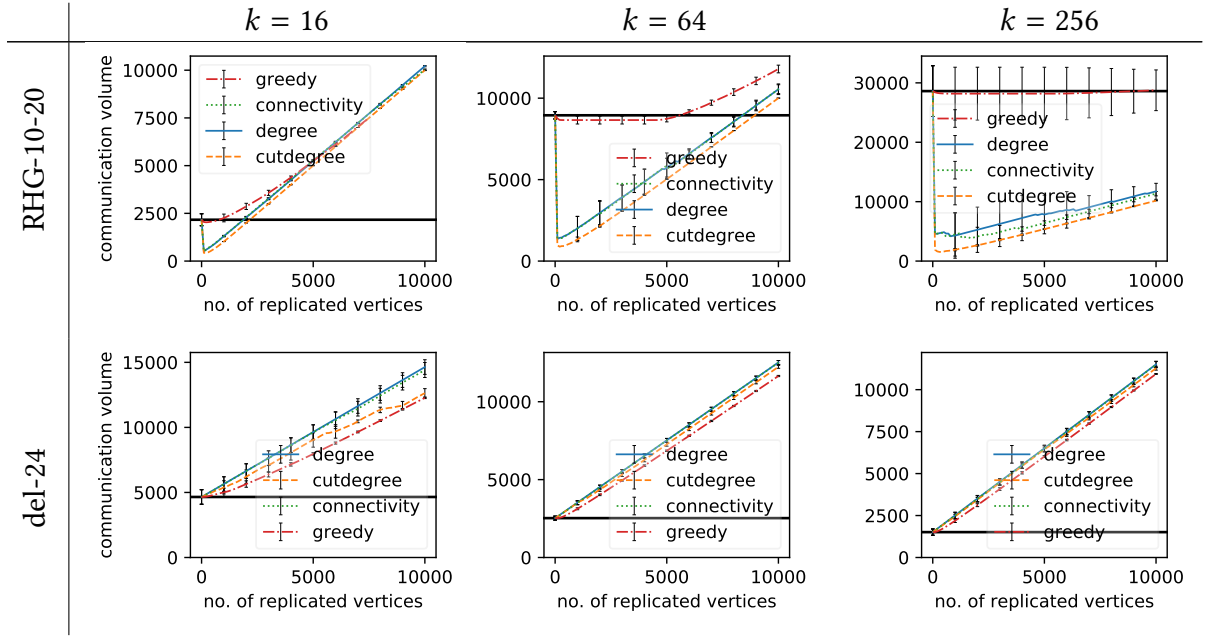 k = 16
k = 64
k = 256
RHG-10-20
communication volume
10000
7500
5000
2500
0
greedy
connectivity
degree
cutdegree
0
5000
10000
no. of replicated vertices
10000
5000
0
greedy
connectivity
degree
cutdegree
0
5000
10000
no. of replicated vertices
30000
20000
10000
0
greedy
degree
connectivity
cutdegree
0
5000
10000
no. of replicated vertices
del-24
communication volume
15000
10000
5000
0
degree
cutdegree
connectivity
greedy
0
5000
10000
no. of replicated vertices
10000
5000
0
degree
cutdegree
connectivity
greedy
0
5000
10000
no. of replicated vertices
10000
7500
5000
2500
0
degree
cutdegree
connectivity
greedy
0
5000
10000
no. of replicated vertices